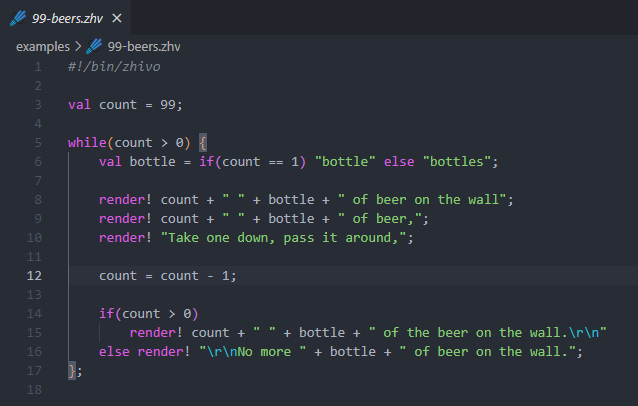 99-beers.zhv
examples > 99-beers.zhv
1 #!/bin/zhivo
2
3 val count = 99;
4
5 while(count > 0) {
6     val bottle = if(count == 1) "bottle" else "bottles";
7
8     render! count + " " + bottle + " of beer on the wall";
9     render! count + " " + bottle + " of beer,";
10     render! "Take one down, pass it around,";
11
12     count = count - 1;
13
14     if(count > 0)
15         render! count + " " + bottle + " of the beer on the wall.\r\n"
16     else render! "\r\nNo more " + bottle + " of beer on the wall.";
17 };
18